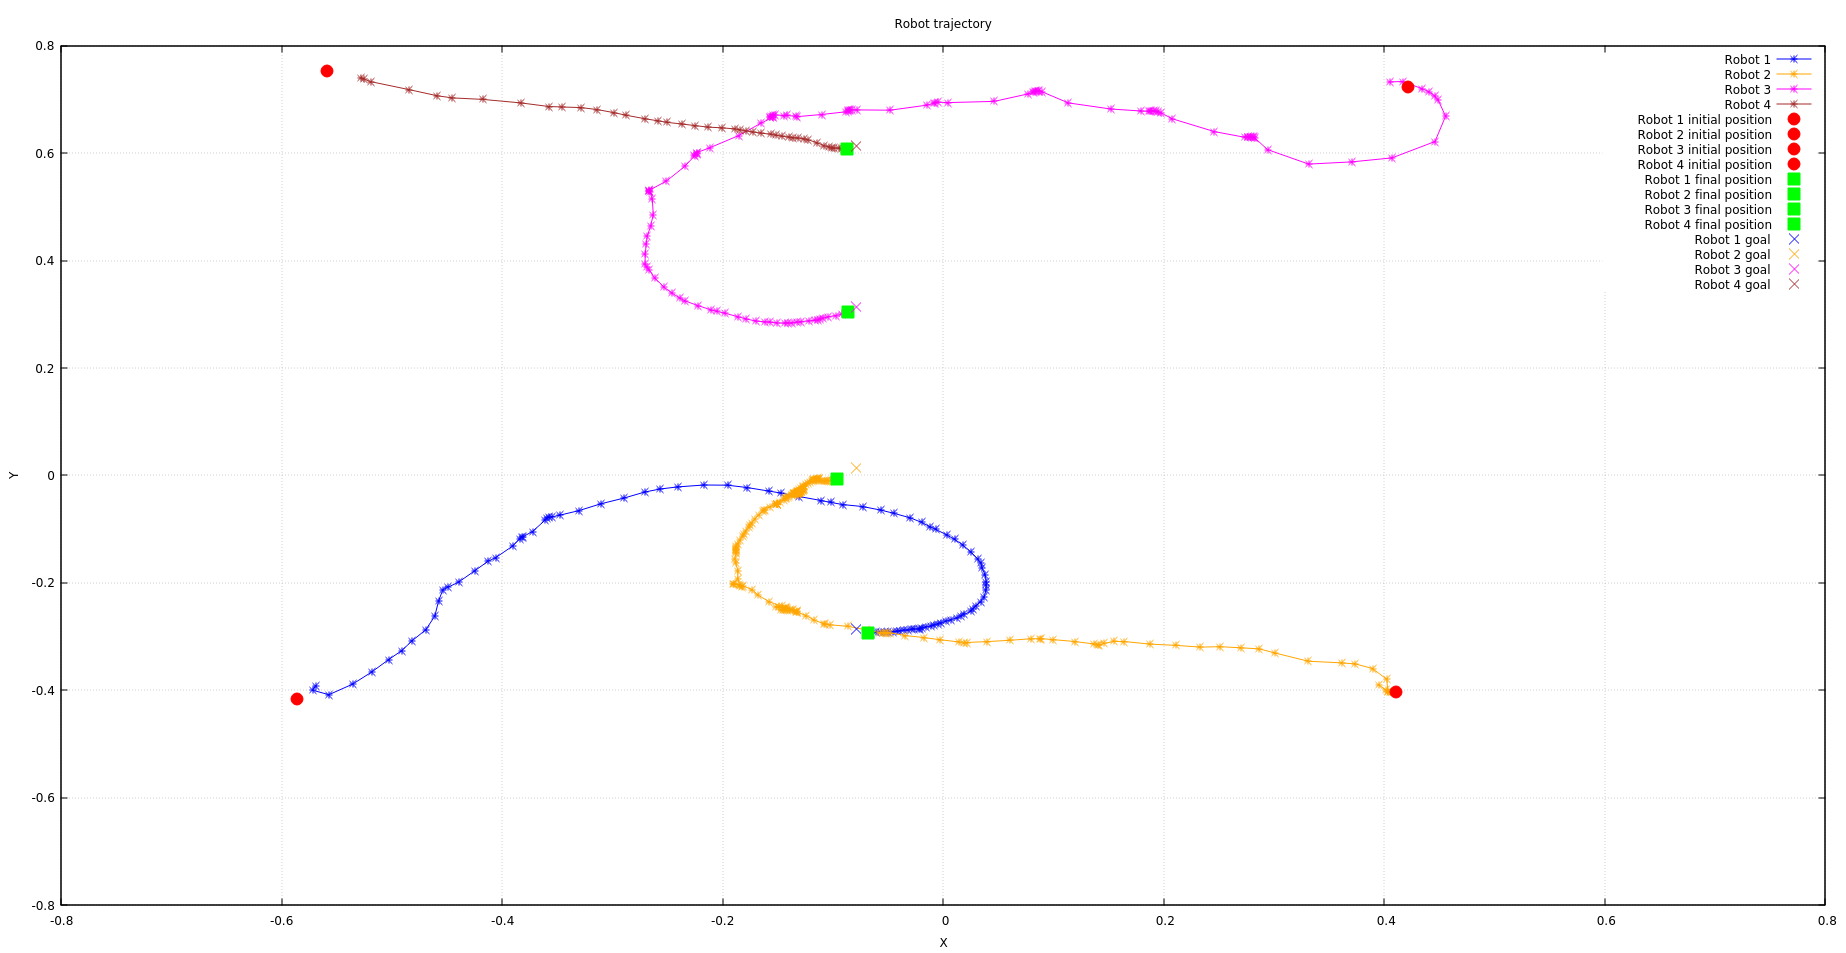 Robot trajectory
0.8
0.6
0.4
0.2
0
-0.2
-0.4
-0.6
-0.8
Y
Robot 1
Robot 2
Robot 3
Robot 4
Robot 1 initial position
Robot 2 initial position
Robot 3 initial position
Robot 4 initial position
Robot 1 final position
Robot 2 final position
Robot 3 final position
Robot 4 final position
Robot 1 goal
Robot 2 goal
Robot 3 goal
Robot 4 goal
-0.8 -0.6 -0.4 -0.2 0 0.2 0.4 0.6 0.8
X